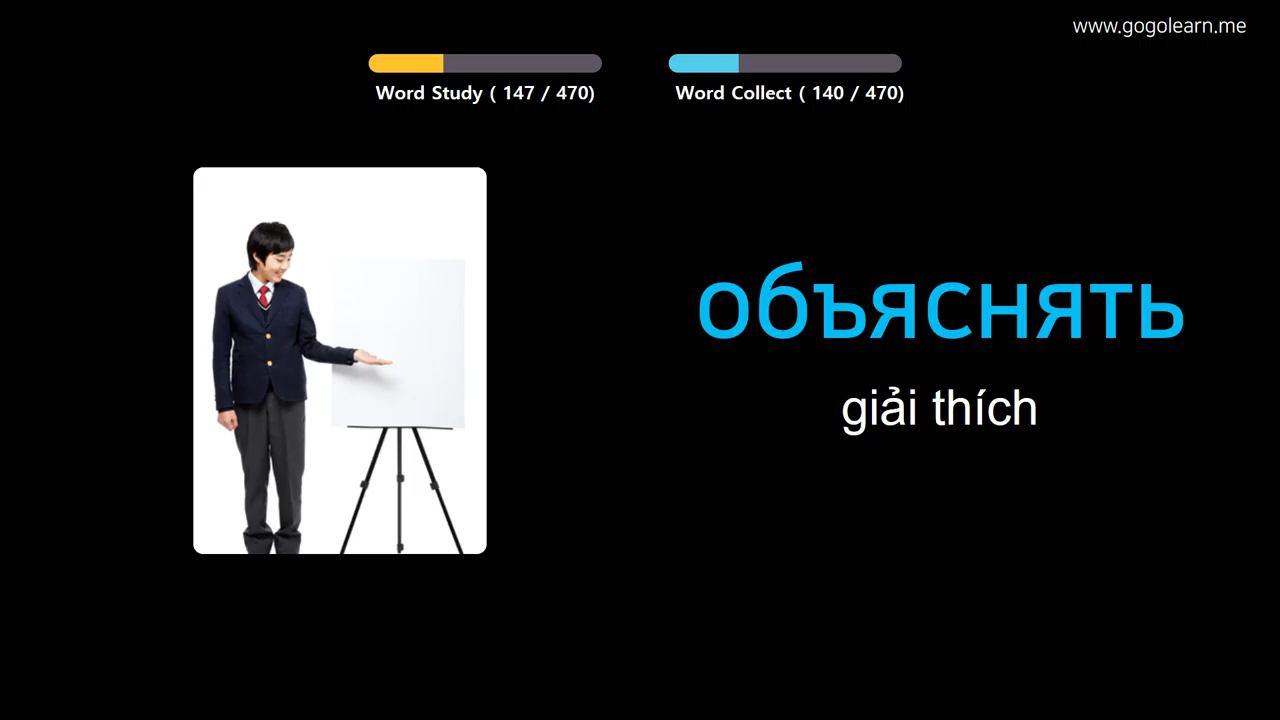 www.gogolearn.me
Word Study ( 147 / 470)
Word Collect ( 140 / 470)
объяснять
giải thích